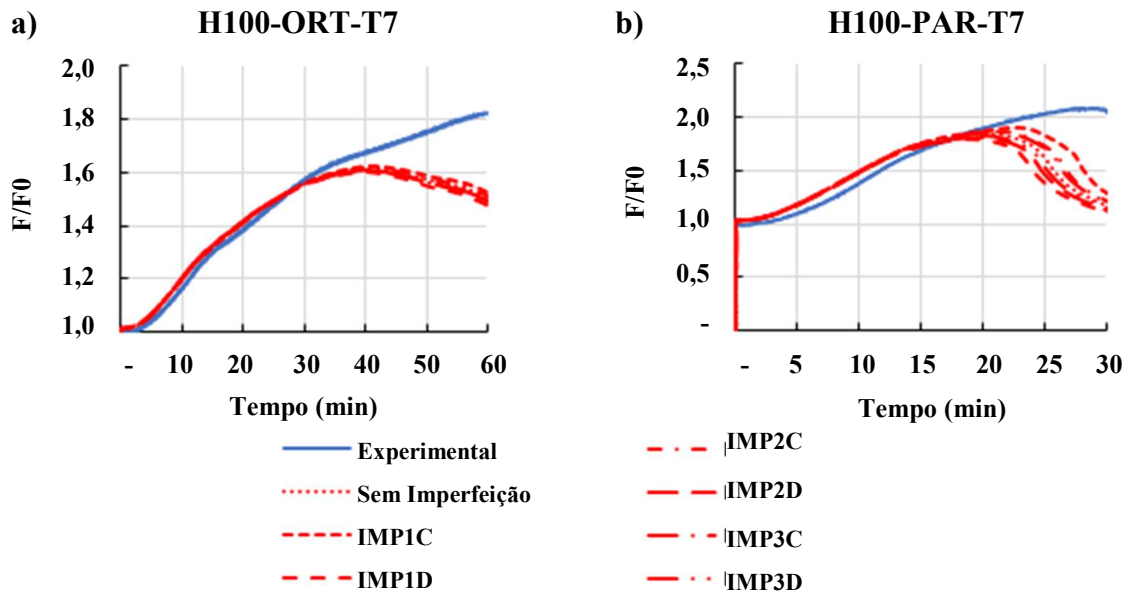 a) H100-ORT-T7
2,0
1,8
1,6
1,4
1,2
1,0
F/F0
- 10 20 30 40 50 60
Tempo (min)
b) H100-PAR-T7
2,5
2,0
1,5
1,0
0,5
-
F/F0
- 5 10 15 20 25 30
Tempo (min)
Experimental
Sem Imperfeição
IMP1C
IMP1D
IMP2C
IMP2D
IMP3C
IMP3D